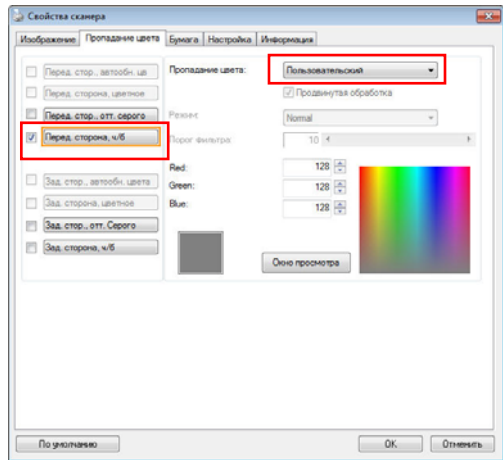 Свойства сканера
Изображение Пропадание цвета Бумага Настройка Информация
Перед. стор., автообн. цв
Перед. сторона, цветное
Перед. стор., отт. серого
Перед. сторона, ч/б
Зад. стор., автообн. цвета
Зад. сторона, цветное
Зад. стор., отт. Серого
Зад. сторона, ч/б
Пропадание цвета: Пользовательский
Продвинутая обработка
Режим: Normal
Порог фильтра: 10
Red: 128
Green: 128
Blue: 128
Окно просмотра
По умолчанию OK Отменить